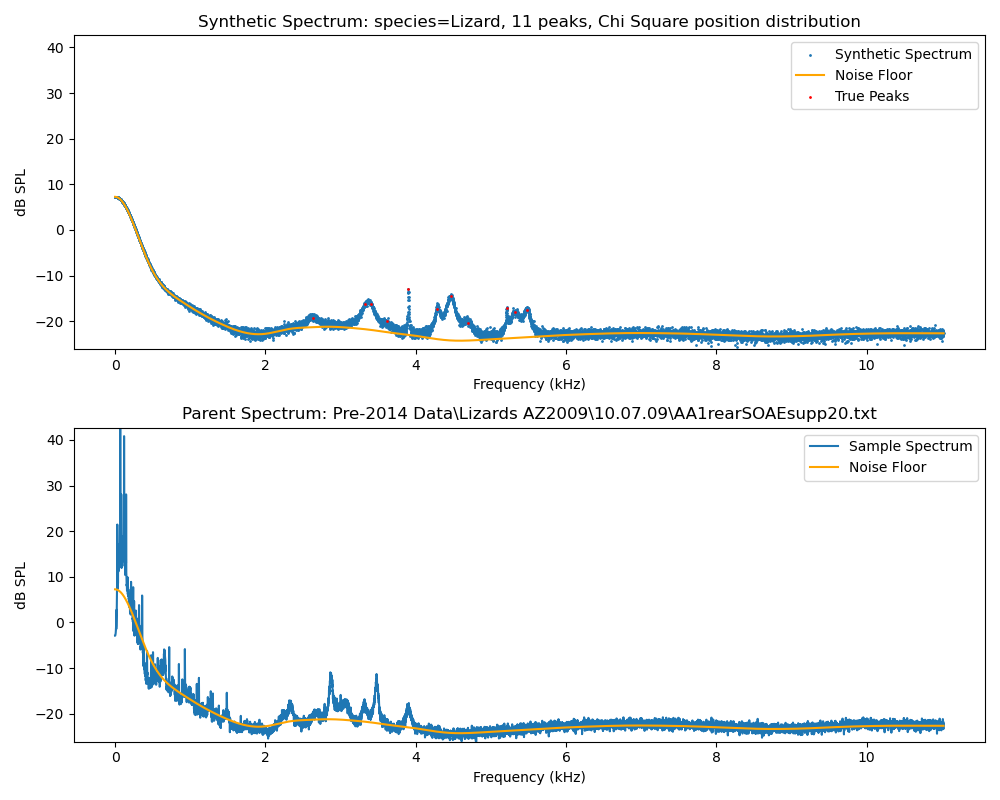 Synthetic Spectrum: species=Lizard, 11 peaks, Chi Square position distribution
dB SPL
40
30
20
10
0
−10
−20
Synthetic Spectrum
Noise Floor
True Peaks
0 2 4 6 8 10
Frequency (kHz)
Parent Spectrum: Pre-2014 Data\Lizards AZ2009\10.07.09\AA1rearSOAEsupp20.txt
dB SPL
40
30
20
10
0
−10
−20
Sample Spectrum
Noise Floor
0 2 4 6 8 10
Frequency (kHz)